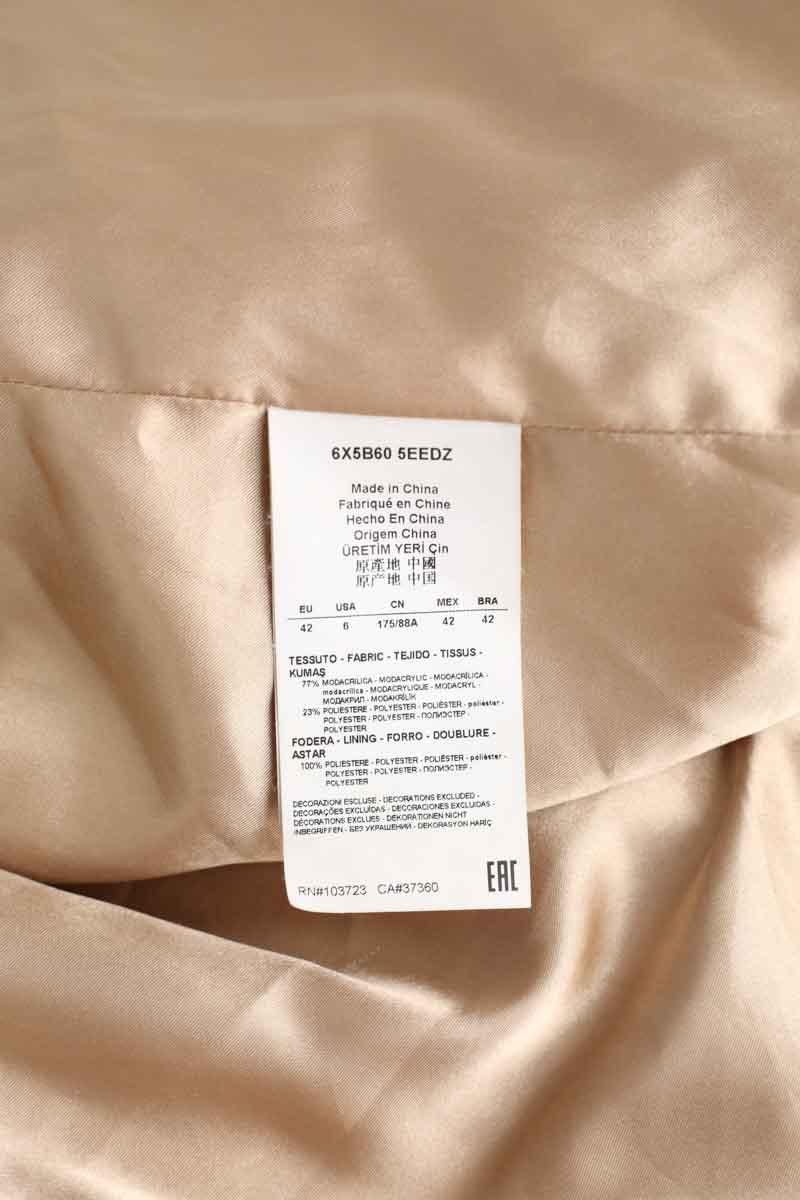 6X5B60 5EEDZ
Made in China
Fabriqué en Chine
Hecho En China
Origem China
ÜRETİM YERİ Çin
原產地 中國
原产地 中国
EU USA CN MEX BRA
42 6 175/88A 42 42
TESSUTO - FABRIC - TEJIDO - TISSUS -
KUMAŞ
77% MODACRILICA - MODACRYLIC - MODACRÍLICA -
modacrílica - MODACRYLIQUE - MODACRYL -
МОДАКРИЛ - MODAKRİLİK
23% POLIESTERE - POLYESTER - POLIÉSTER - poliéster -
POLYESTER - POLYESTER - ПОЛИЭСТЕР -
POLYESTER
FODERA - LINING - FORRO - DOUBLURE -
ASTAR
100% POLIESTERE - POLYESTER - POLIÉSTER - poliéster -
POLYESTER - POLYESTER - ПОЛИЭСТЕР -
POLYESTER
DECORAZIONI ESCLUSE - DECORATIONS EXCLUDED -
DECORAÇÕES EXCLUÍDAS - DECORACIONES EXCLUIDAS -
DÉCORATIONS EXCLUES - DEKORATIONEN NICHT
INBEGRIFFEN - БЕЗ УКРАШЕНИЙ - DEKORASYON HARİÇ
RN#103723 CA#37360 EAC